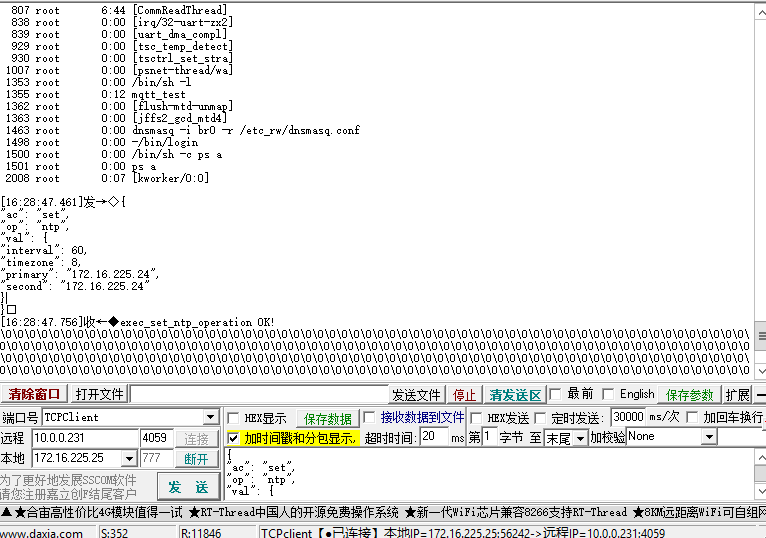 807 root 6:44 [CommReadThread]
838 root 0:00 [irq/32-uart-zx2]
839 root 0:00 [uart_dma_compl]
929 root 0:00 [tsc_temp_detect]
930 root 0:00 [tsctrl_set_stra]
1007 root 0:00 [psnet-thread/wa]
1353 root 0:00 /bin/sh -l
1355 root 0:12 mqtt_test
1362 root 0:00 [flush-mtd-unmap]
1363 root 0:00 [jffs2_gcd_mtd4]
1463 root 0:00 dnsmasq -i br0 -r /etc_rw/dnsmasq.conf
1498 root 0:00 -/bin/login
1500 root 0:00 /bin/sh -c ps a
1501 root 0:00 ps a
2008 root 0:07 [kworker/0:0]
[16:28:47.461]发→◇{
"ac": "set",
"op": "ntp",
"val": {
"interval": 60,
"timezone": 8,
"primary": "172.16.225.24",
"second": "172.16.225.24"
}
}□
[16:28:47.756]收←◆exec_set_ntp_operation OK!
\0\0\0\0\0\0\0\0\0\0\0\0\0\0\0\0\0\0\0\0\0\0\0\0\0\0\0\0\0\0\0\0\0\0\0\0\0\0\0\0\0\0\0\0\0\0\0\0\0\0\0\0\0\0\0\0\0\0\0\0\0\0
\0\0\0\0\0\0\0\0\0\0\0\0\0\0\0\0\0\0\0\0\0\0\0\0\0\0\0\0\0\0\0\0\0\0\0\0\0\0\0\0\0\0\0\0\0\0\0\0\0\0\0\0\0\0\0\0\0\0\0\0\0\0
\0\0\0\0\0\0\0\0\0\0\0\0\0\0\0\0\0\0\0\0\0\0\0\0\0\0\0\0\0\0\0\0\0\0\0\0\0\0\0\0\0\0\0\0\0\0\0\0\0\0\0\0\0\0\0\0\0\0\0\0\0\0
\0\0\0\0\0\0\0\0\0\0\0\0\0\0\0\0\0\0\0\0\0\0\0\0\0\0\0\0\0\0\0\0\0\0\0\0\0\0\0\0\0\0\0\0\0\0\0\0\0\0\0\0\0\0\0\0\0\0\0\0\0\0
清除窗口 打开文件 发送文件 停止 清发送区 最前 English 保存参数 扩展 —
端口号 TCPClient HEX显示 保存数据 接收数据到文件 HEX发送 定时发送: 30000 ms/次 加回车换行
远程 10.0.0.231 4059 连接 加时间戳和分包显示, 超时时间: 20 ms 第1 字节 至 末尾 加校验 None
本地 172.16.225.25 777 断开
为了更好地发展SSCOM软件
请您注册嘉立创F结尾客户
发 送
{
"ac": "set",
"op": "ntp",
"val": {
▲★合宙高性价比4G模块值得一试 ★RT-Thread中国人的开源免费操作系统 ★新一代WiFi芯片兼容8266支持RT-Thread ★8KM远距离WiFi可自组网
www.daxia.com S:352 R:11846 TCPclient【●已连接】本地IP=172.16.225.25:56242->远程IP=10.0.0.231:4059